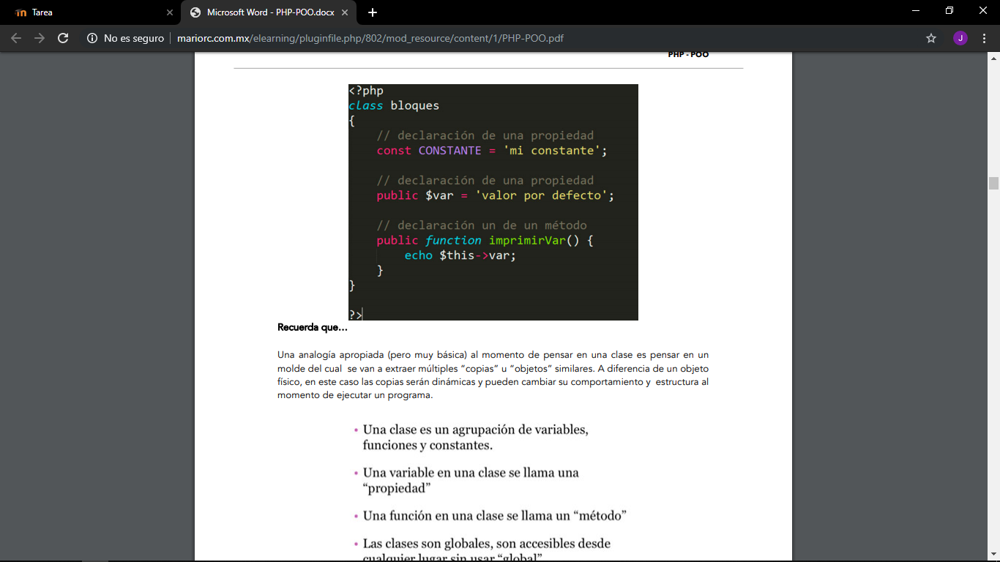 Tarea
Microsoft Word - PHP-POO.docx
No es seguro
mariorc.com.mx/elearning/pluginfile.php/802/mod_resource/content/1/PHP-POO.pdf
J
PHP - POO
<?php
class bloques
{
    // declaración de una propiedad
    const CONSTANTE = 'mi constante';
    // declaración de una propiedad
    public $var = 'valor por defecto';
    // declaración un de un método
    public function imprimirVar() {
        echo $this->var;
    }
}
?>
Recuerda que...
Una analogía apropiada (pero muy básica) al momento de pensar en una clase es pensar en un
molde del cual se van a extraer múltiples “copias” u “objetos” similares. A diferencia de un objeto
físico, en este caso las copias serán dinámicas y pueden cambiar su comportamiento y estructura al
momento de ejecutar un programa.
• Una clase es un agrupación de variables,
funciones y constantes.
• Una variable en una clase se llama una
“propiedad”
• Una función en una clase se llama un “método”
• Las clases son globales, son accesibles desde
cualquier lugar sin usar “global”